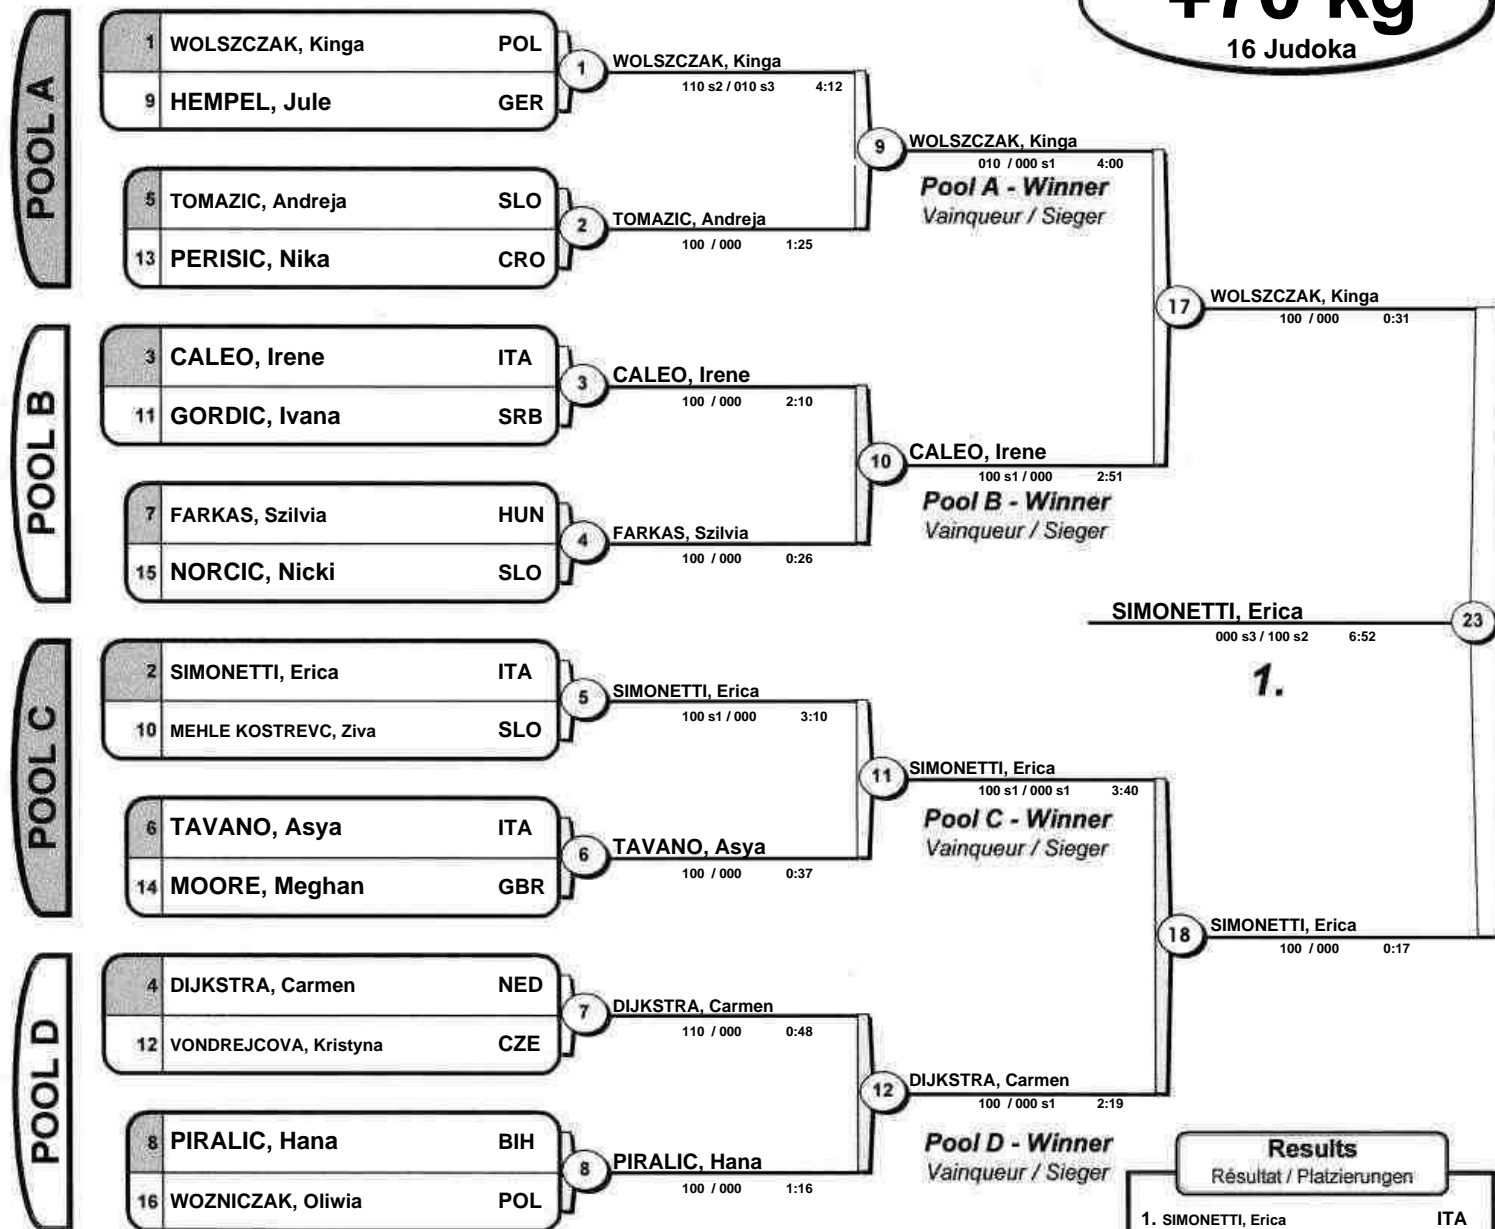 +70 kg
16 Judoka
POOL A
1 WOLSZCZAK, Kinga POL
9 HEMPEL, Jule GER
1
WOLSZCZAK, Kinga
110 s2 / 010 s3 4:12
5 TOMAZIC, Andreja SLO
13 PERISIC, Nika CRO
2
TOMAZIC, Andreja
100 / 000 1:25
9
WOLSZCZAK, Kinga
010 / 000 s1 4:00
Pool A - Winner
Vainqueur / Sieger
POOL B
3 CALEO, Irene ITA
11 GORDIC, Ivana SRB
3
CALEO, Irene
100 / 000 2:10
7 FARKAS, Szilvia HUN
15 NORCIC, Nicki SLO
4
FARKAS, Szilvia
100 / 000 0:26
10
CALEO, Irene
100 s1 / 000 2:51
Pool B - Winner
Vainqueur / Sieger
17
WOLSZCZAK, Kinga
100 / 000 0:31
SIMONETTI, Erica
000 s3 / 100 s2 6:52
23
1.
POOL C
2 SIMONETTI, Erica ITA
10 MEHLE KOSTREVC, Ziva SLO
5
SIMONETTI, Erica
100 s1 / 000 3:10
6 TAVANO, Asya ITA
14 MOORE, Meghan GBR
6
TAVANO, Asya
100 / 000 0:37
11
SIMONETTI, Erica
100 s1 / 000 s1 3:40
Pool C - Winner
Vainqueur / Sieger
18
SIMONETTI, Erica
100 / 000 0:17
POOL D
4 DIJKSTRA, Carmen NED
12 VONDREJCOVA, Kristyna CZE
7
DIJKSTRA, Carmen
110 / 000 0:48
8 PIRALIC, Hana BIH
16 WOZNICZAK, Oliwia POL
8
PIRALIC, Hana
100 / 000 1:16
12
DIJKSTRA, Carmen
100 / 000 s1 2:19
Pool D - Winner
Vainqueur / Sieger
Results
Résultat / Platzierungen
1. SIMONETTI, Erica ITA